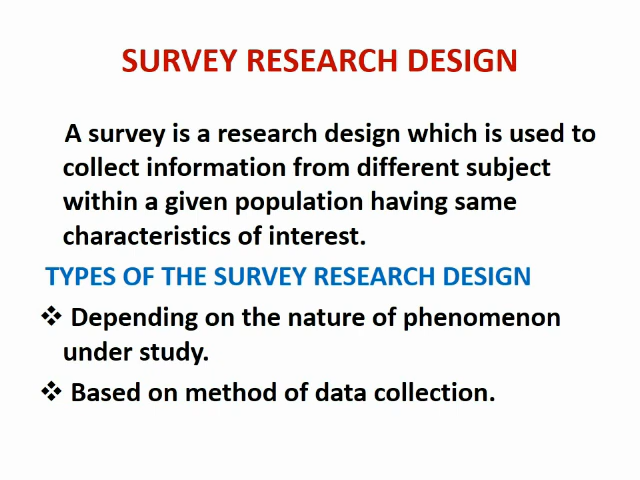 SURVEY RESEARCH DESIGN
A survey is a research design which is used to
collect information from different subject
within a given population having same
characteristics of interest.
TYPES OF THE SURVEY RESEARCH DESIGN
❖ Depending on the nature of phenomenon
under study.
❖ Based on method of data collection.